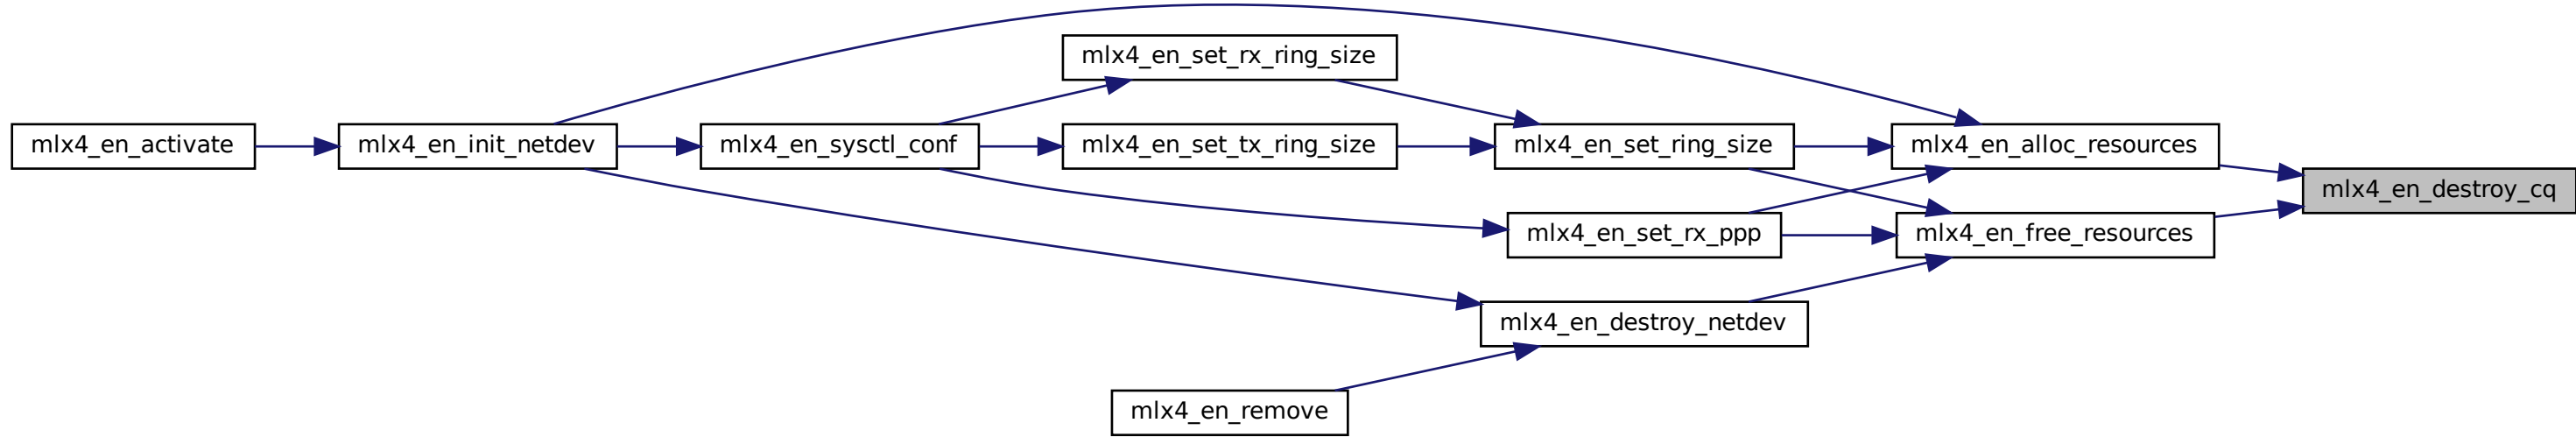 mlx4_en_set_rx_ring_size
mlx4_en_activate
mlx4_en_init_netdev
mlx4_en_sysctl_conf
mlx4_en_set_tx_ring_size
mlx4_en_set_ring_size
mlx4_en_alloc_resources
mlx4_en_destroy_cq
mlx4_en_set_rx_ppp
mlx4_en_free_resources
mlx4_en_destroy_netdev
mlx4_en_remove